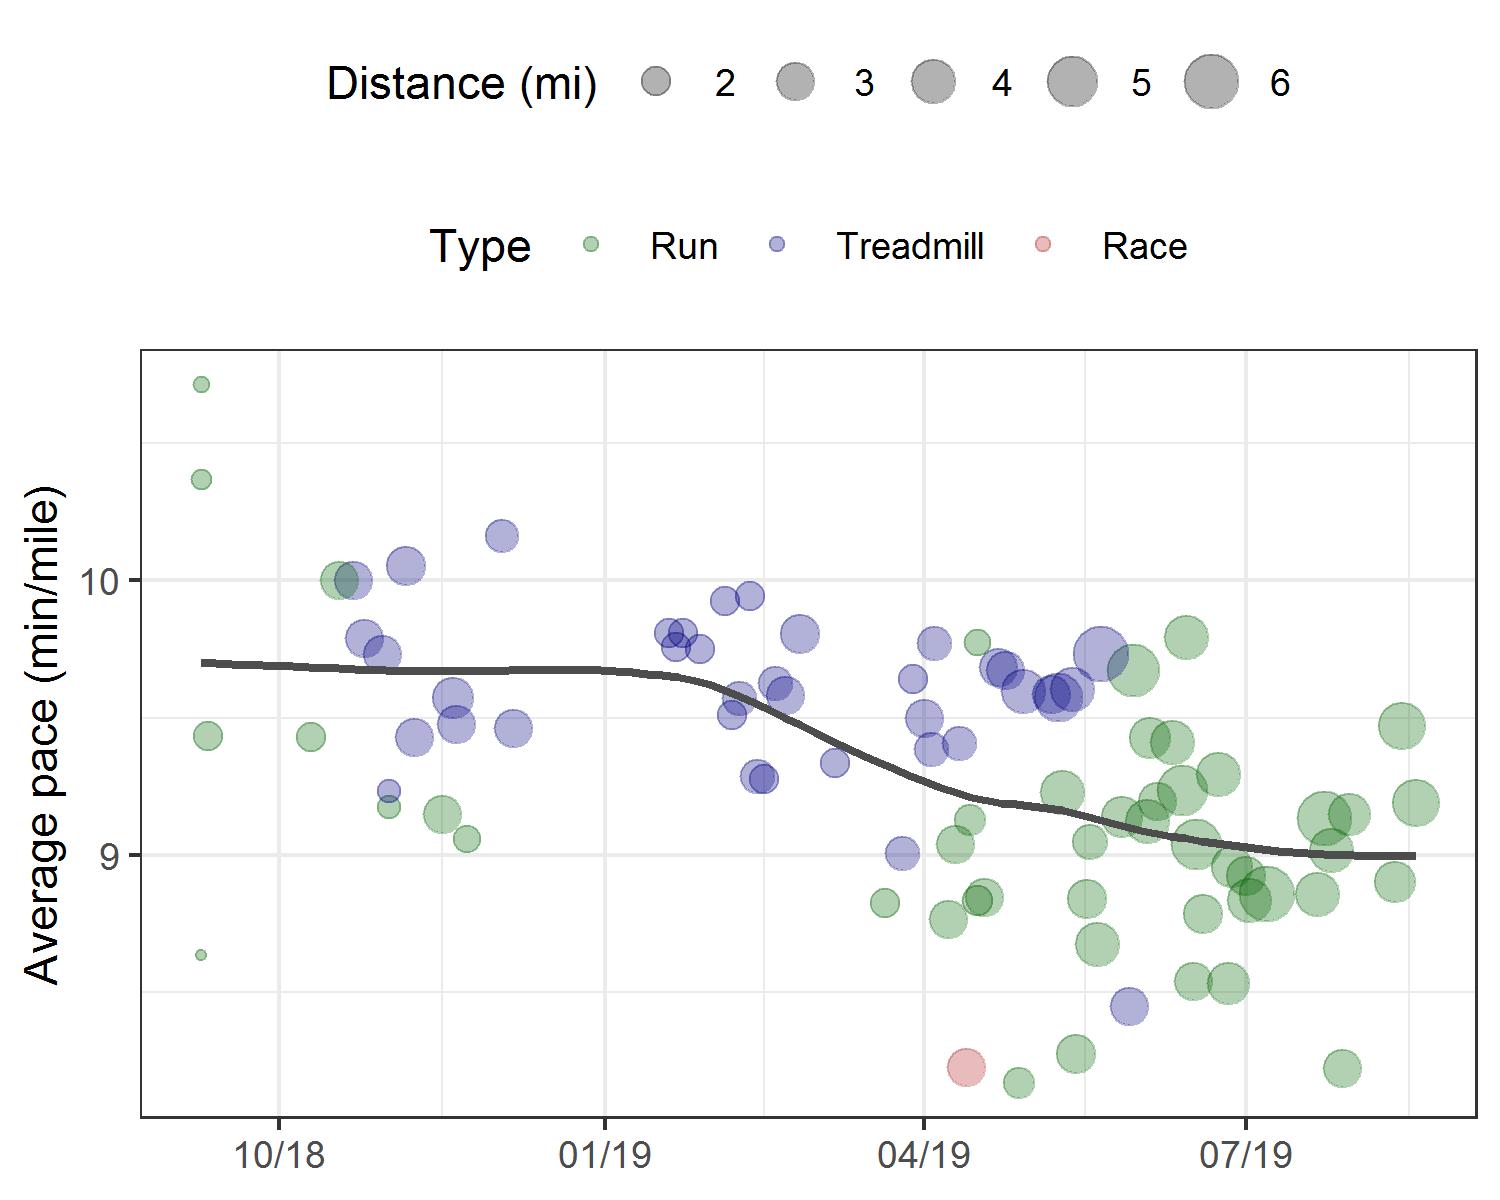 Distance (mi) 2 3 4 5 6
Type Run Treadmill Race
Average pace (min/mile)
10
9
10/18 01/19 04/19 07/19